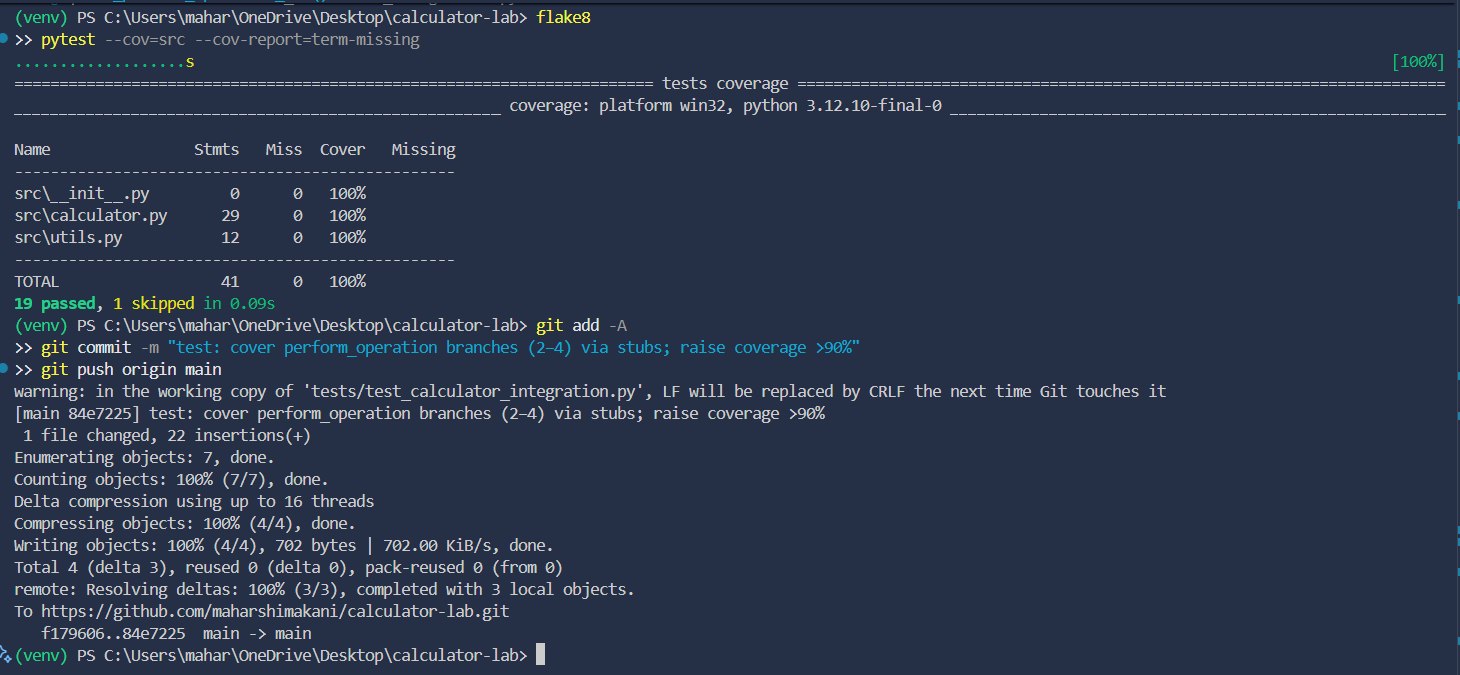 (venv) PS C:\Users\mahar\OneDrive\Desktop\calculator-lab> flake8
>> pytest --cov=src --cov-report=term-missing
...................s [100%]
======================================================================= tests coverage ========================================================================
______________________________________________________ coverage: platform win32, python 3.12.10-final-0 _______________________________________________________
Name Stmts Miss Cover Missing
-------------------------------------------------
src\__init__.py 0 0 100%
src\calculator.py 29 0 100%
src\utils.py 12 0 100%
-------------------------------------------------
TOTAL 41 0 100%
19 passed, 1 skipped in 0.09s
(venv) PS C:\Users\mahar\OneDrive\Desktop\calculator-lab> git add -A
>> git commit -m "test: cover perform_operation branches (2–4) via stubs; raise coverage >90%"
>> git push origin main
warning: in the working copy of 'tests/test_calculator_integration.py', LF will be replaced by CRLF the next time Git touches it
[main 84e7225] test: cover perform_operation branches (2–4) via stubs; raise coverage >90%
1 file changed, 22 insertions(+)
Enumerating objects: 7, done.
Counting objects: 100% (7/7), done.
Delta compression using up to 16 threads
Compressing objects: 100% (4/4), done.
Writing objects: 100% (4/4), 702 bytes | 702.00 KiB/s, done.
Total 4 (delta 3), reused 0 (delta 0), pack-reused 0 (from 0)
remote: Resolving deltas: 100% (3/3), completed with 3 local objects.
To https://github.com/maharshimakani/calculator-lab.git
f179606..84e7225 main -> main
(venv) PS C:\Users\mahar\OneDrive\Desktop\calculator-lab>